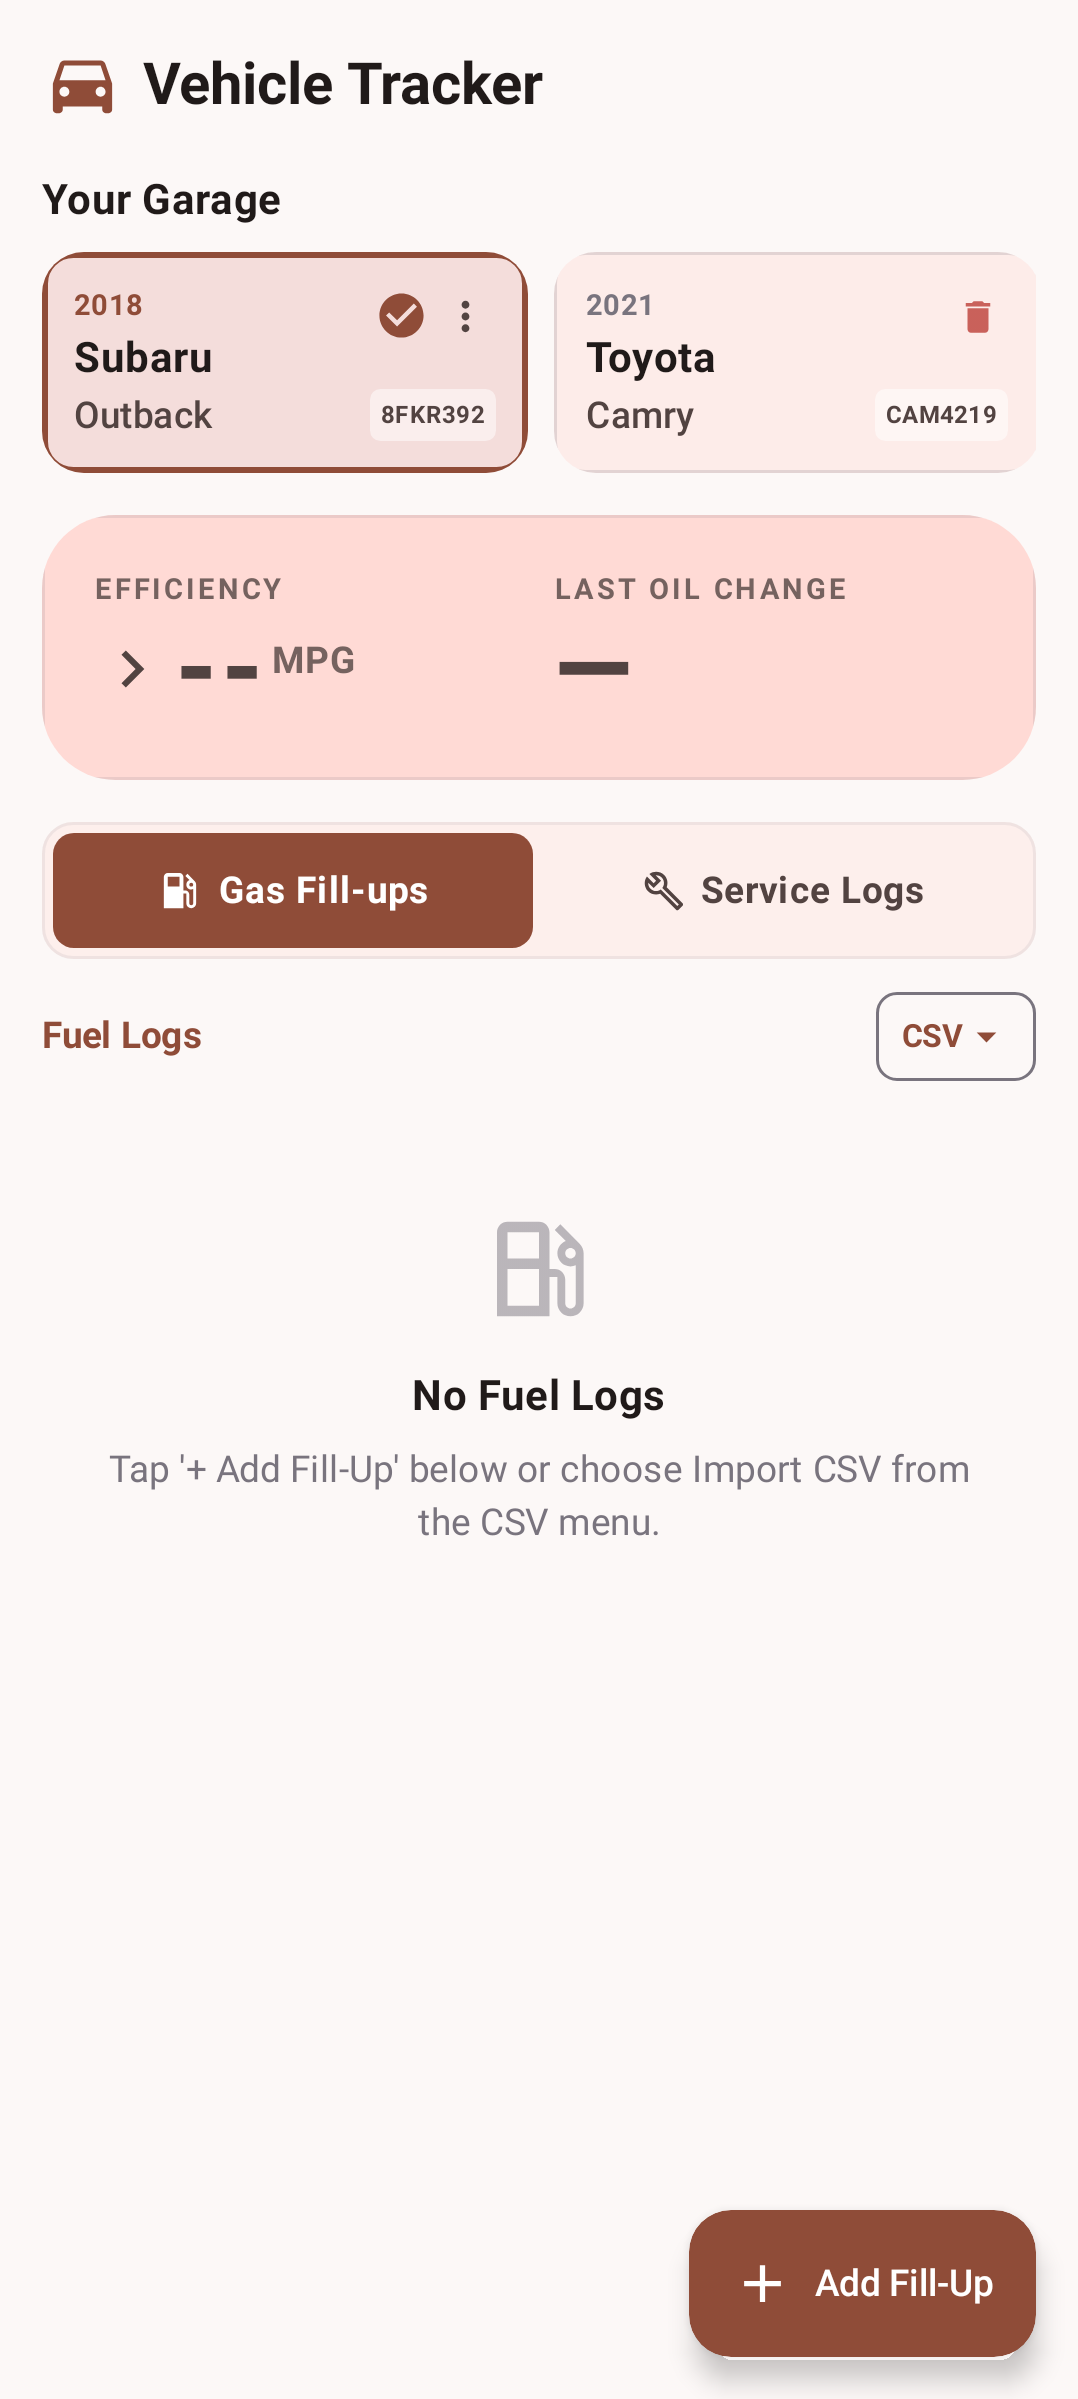 Vehicle Tracker
Your Garage
2018
Subaru
Outback
8FKR392
2021
Toyota
Camry
CAM4219
EFFICIENCY
-- MPG
LAST OIL CHANGE
—
Gas Fill-ups
Service Logs
Fuel Logs
CSV
No Fuel Logs
Tap '+ Add Fill-Up' below or choose Import CSV from
the CSV menu.
+ Add Fill-Up